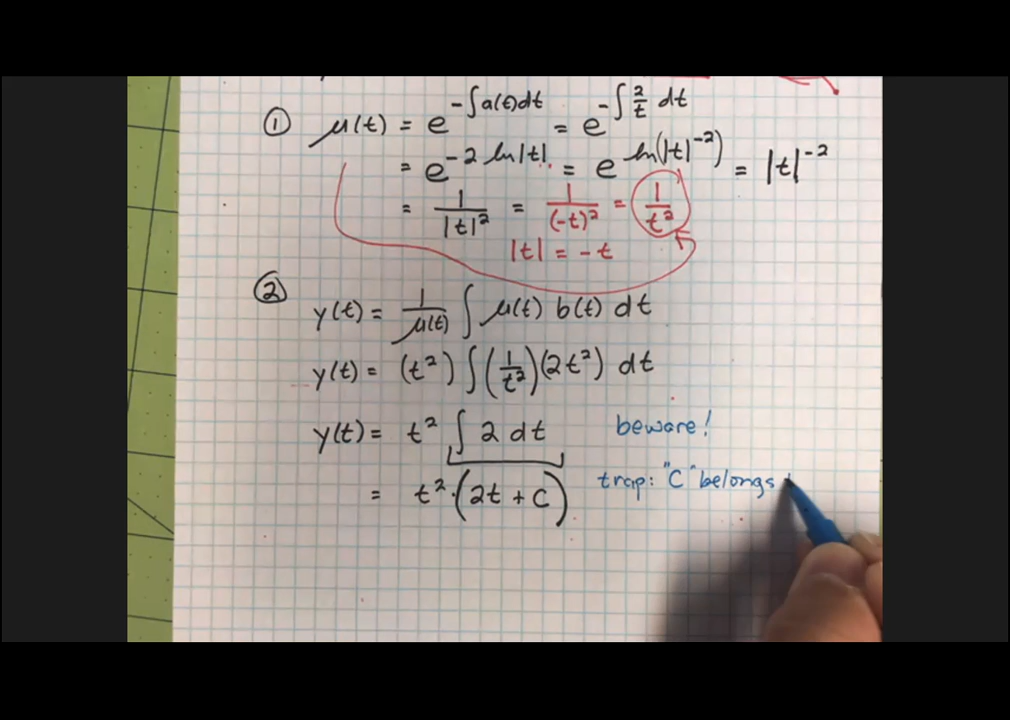 ① μ(t) = e^{-∫a(t)dt} = e^{-∫ 2/t dt}
= e^{-2 ln|t|} = e^{ln(|t|^{-2})} = |t|^{-2}
= 1/|t|² = 1/(-t)² = 1/t²
|t| = -t
② y(t) = 1/μ(t) ∫ μ(t) b(t) dt
y(t) = (t²) ∫ (1/t²)(2t²) dt
y(t) = t² ∫ 2 dt beware!
= t²·(2t + C) trap: "C" belongs